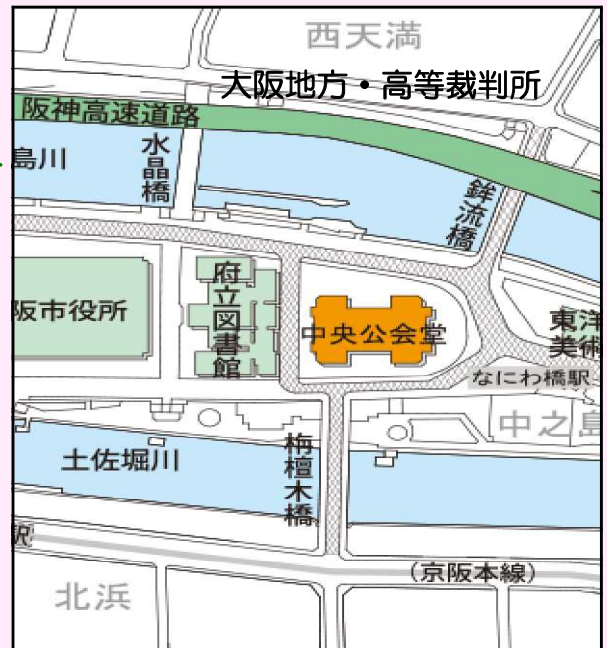 西天満
大阪地方・高等裁判所
阪神高速道路
島川
水晶橋
鉾流橋
阪市役所
府立図書館
中央公会堂
東洋
美術
なにわ橋駅
中之島
土佐堀川
栴檀木橋
駅
(京阪本線)
北浜